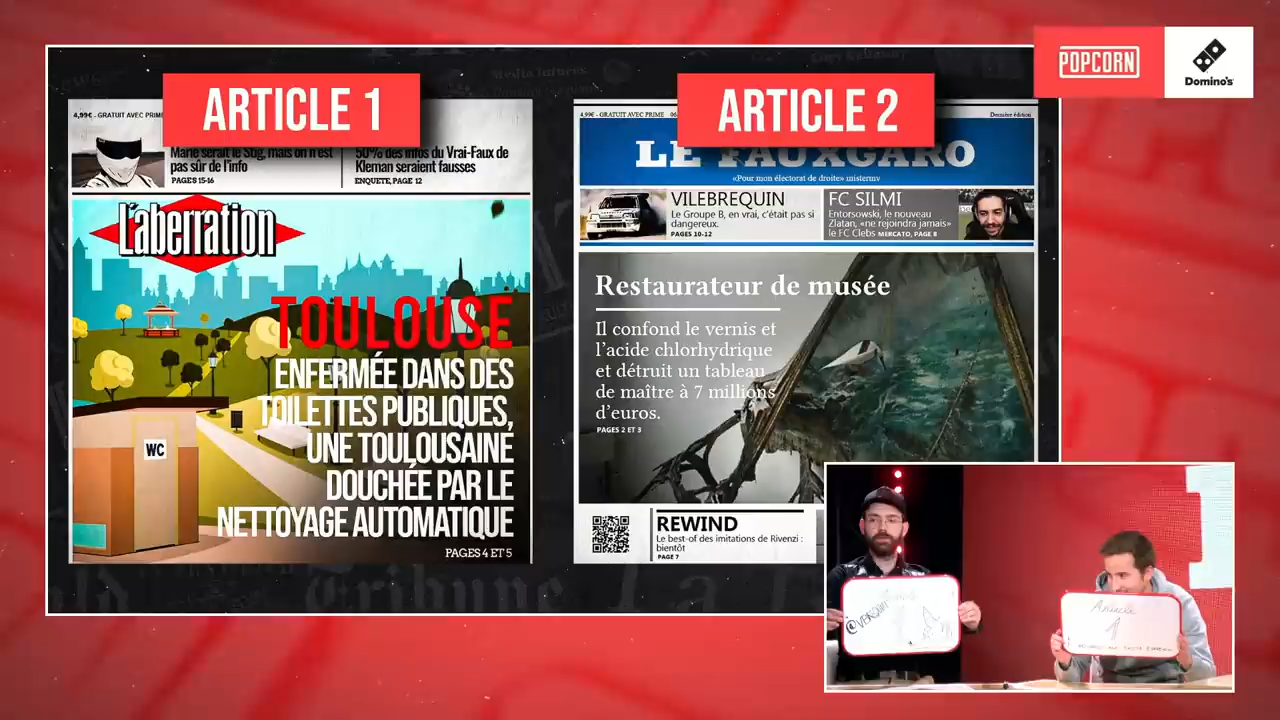 POPCORN
Domino's
ARTICLE 1
4,99€ - GRATUIT AVEC PRIME
Marie serait le Stig, mais on n'est
pas sûr de l'info
PAGES 15-16
50% des infos du Vrai-Faux de
Kleman seraient fausses
ENQUETE, PAGE 12
L'aberration
TOULOUSE
ENFERMÉE DANS DES
TOILETTES PUBLIQUES,
UNE TOULOUSAINE
DOUCHÉE PAR LE
NETTOYAGE AUTOMATIQUE
PAGES 4 ET 5
WC
ARTICLE 2
4,99€ - GRATUIT AVEC PRIME
Dernière édition
LE FAUXGARO
«Pour mon électorat de droite» mistermv
VILEBREQUIN
Le Groupe B, en vrai, c'était pas si
dangereux.
PAGES 10-12
FC SILMI
Entorsowski, le nouveau
Zlatan, «ne rejoindra jamais»
le FC Clebs MERCATO, PAGE 8
Restaurateur de musée
Il confond le vernis et
l'acide chlorhydrique
et détruit un tableau
de maître à 7 millions
d'euros.
PAGES 2 ET 3
REWIND
Le best-of des imitations de Rivenzi :
bientôt
PAGE 7
Article
1